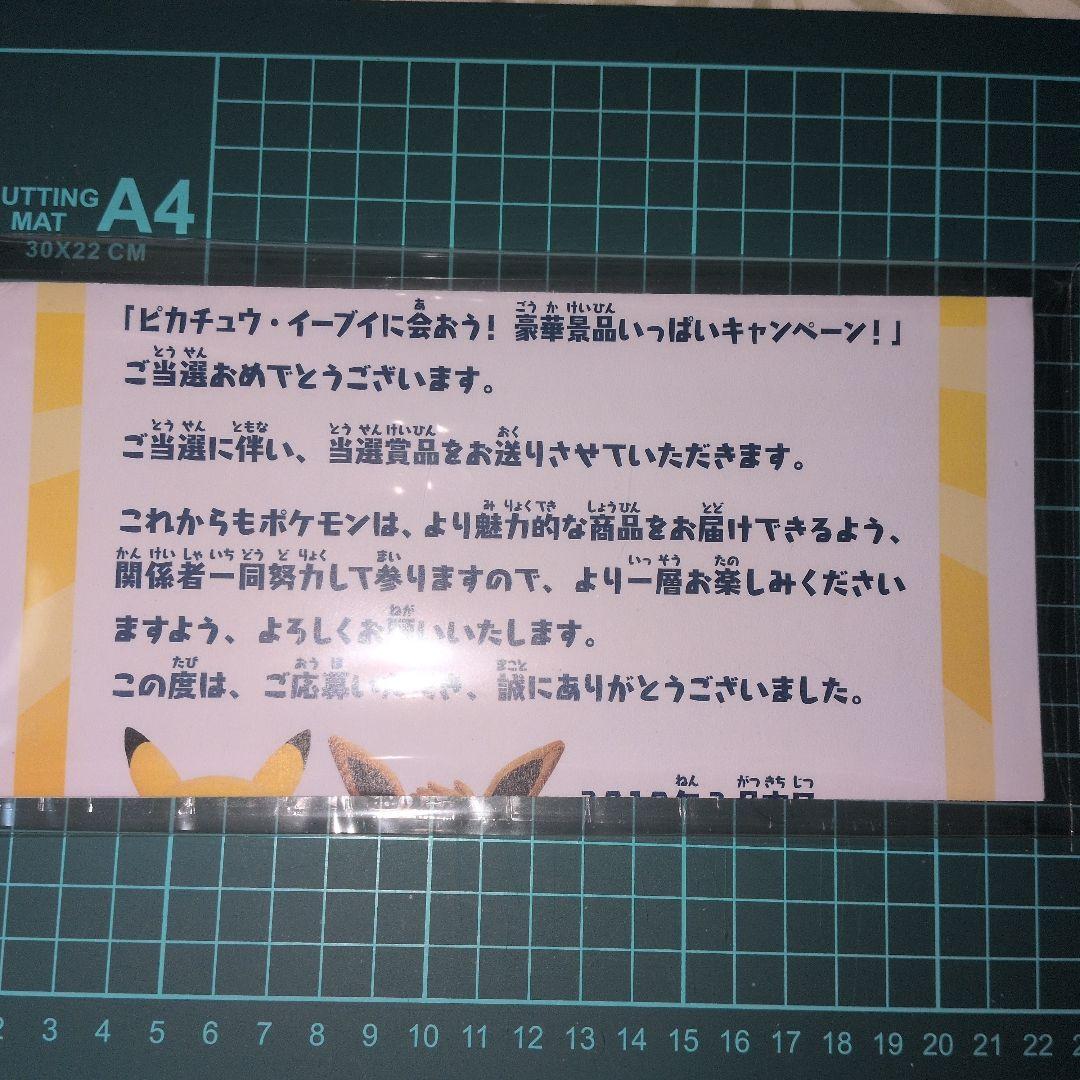 UTTING
MAT
A4
30X22 CM
「ピカチュウ・イーブイに会おう！ 豪華景品いっぱいキャンペーン！」
ご当選おめでとうございます。
ご当選に伴い、当選賞品をお送りさせていただきます。
これからもポケモンは、より魅力的な商品をお届けできるよう、
関係者一同努力して参りますので、より一層お楽しみください
ますよう、よろしくお願いいたします。
この度は、ご応募いただき、誠にありがとうございました。
3 4 5 6 7 8 9 10 11 12 13 14 15 16 17 18 19 20 21 22